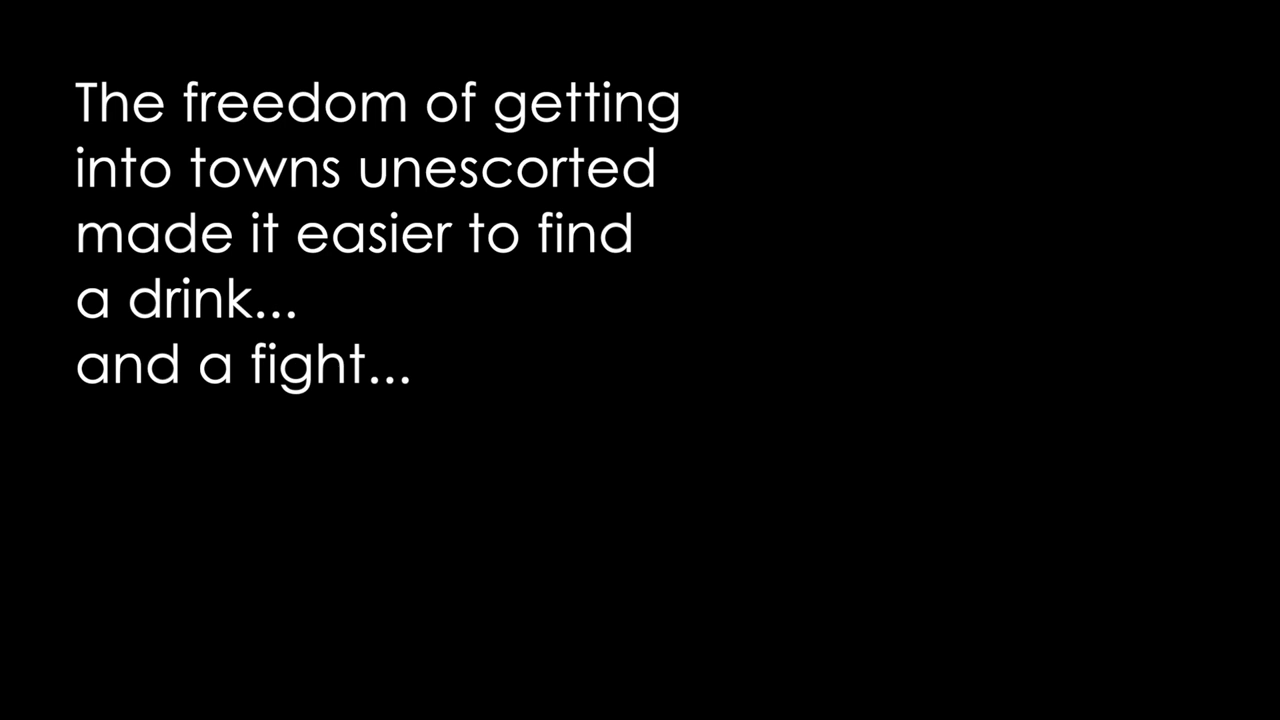 The freedom of getting
into towns unescorted
made it easier to find
a drink...
and a fight...